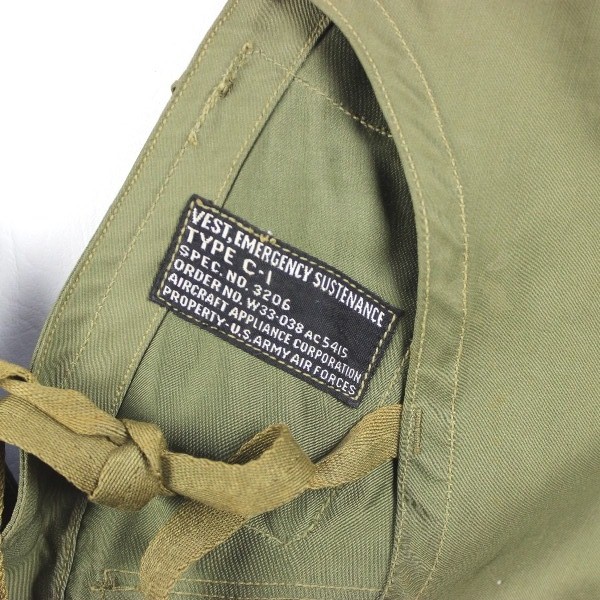 VEST, EMERGENCY SUSTENANCE
TYPE C-1
SPEC. NO. 3206
ORDER NO. W33-038 AC 5415
AIRCRAFT APPLIANCE CORPORATION
PROPERTY-U.S. ARMY AIR FORCES